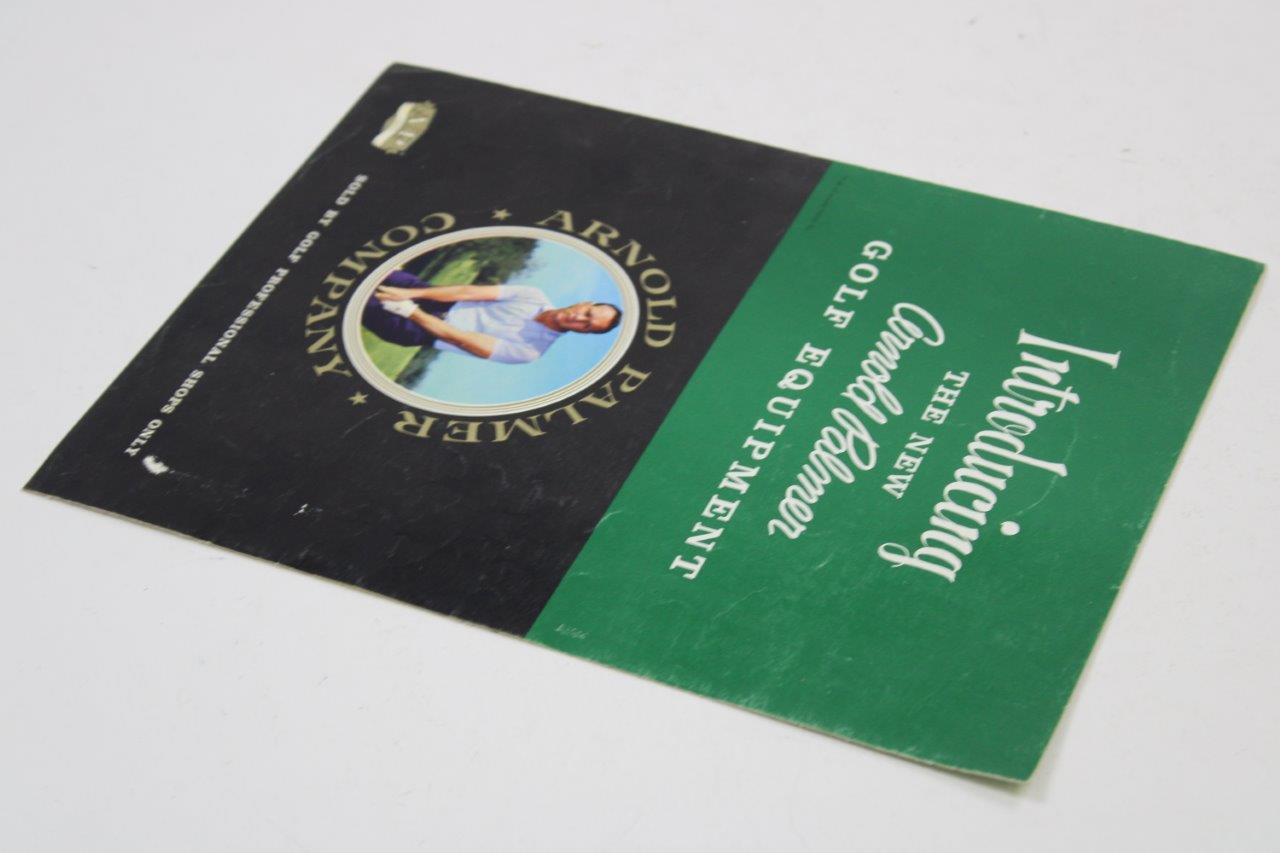 Introducing
THE NEW
Arnold Palmer
GOLF EQUIPMENT
ARNOLD PALMER
★ COMPANY ★
SOLD BY GOLF PROFESSIONAL SHOPS ONLY